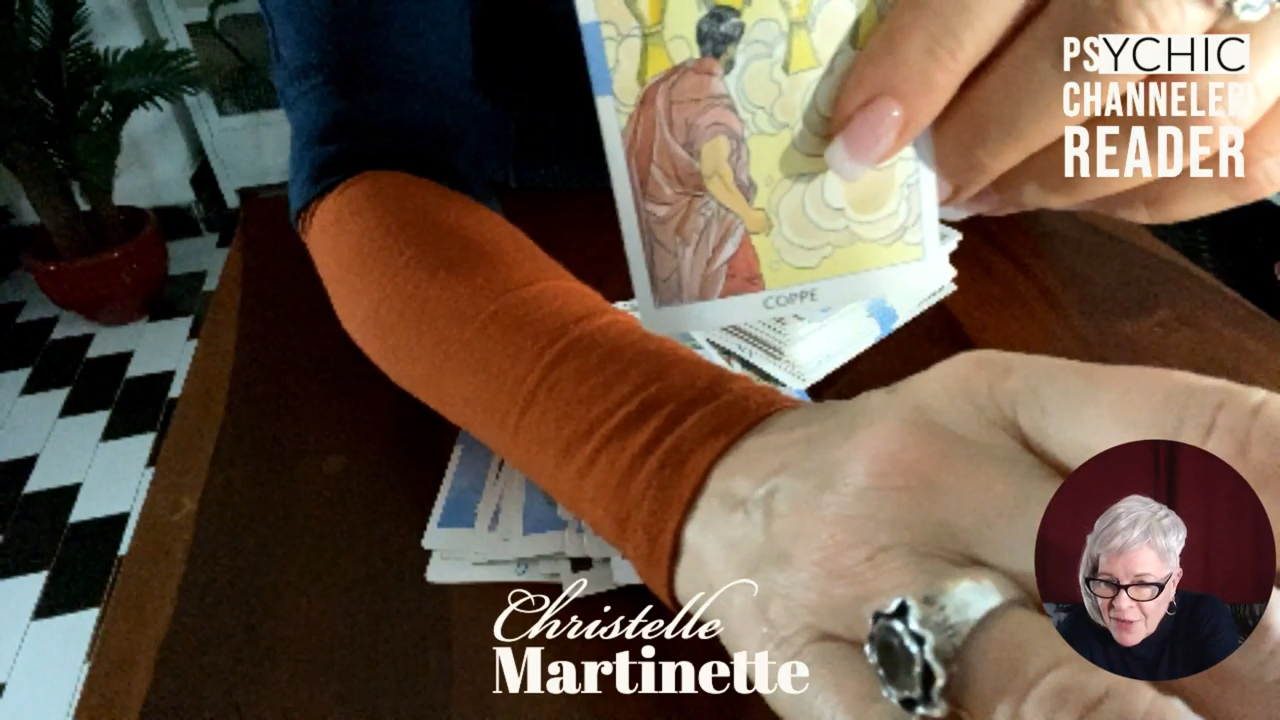 PSYCHIC
CHANNELER
READER
COPPE
Christelle
Martinette